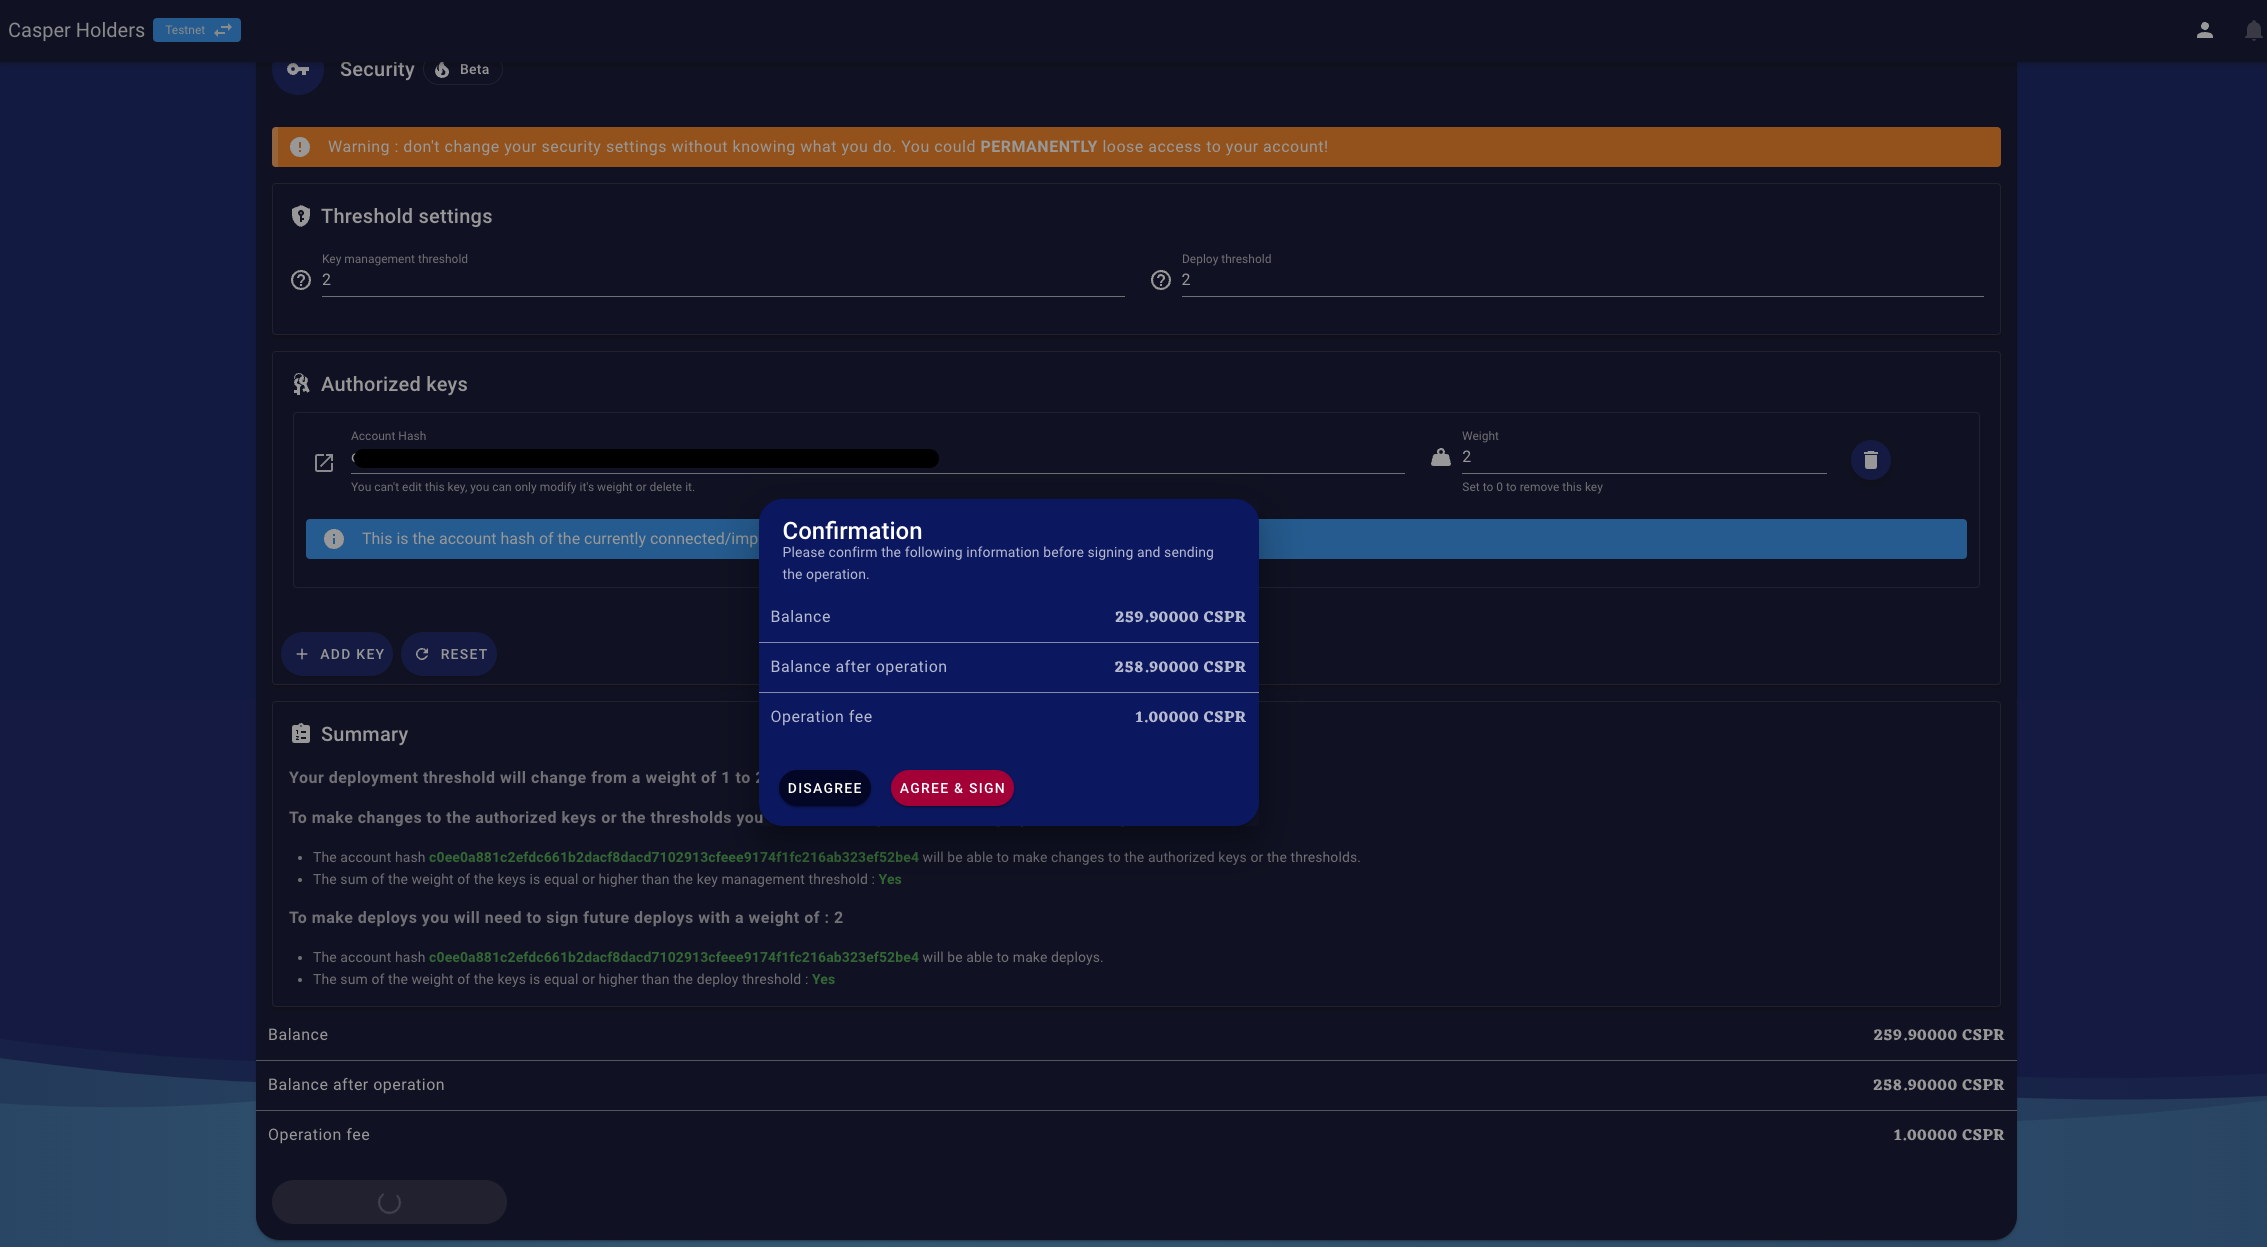 Casper Holders Testnet
Security Beta
Warning : don't change your security settings without knowing what you do. You could PERMANENTLY loose access to your account!
Threshold settings
Key management threshold
2
Deploy threshold
2
Authorized keys
Account Hash
Weight
2
You can't edit this key, you can only modify it's weight or delete it.
Set to 0 to remove this key
This is the account hash of the currently connected/imp
ADD KEY RESET
Confirmation
Please confirm the following information before signing and sending
the operation.
Balance 259.90000 CSPR
Balance after operation 258.90000 CSPR
Operation fee 1.00000 CSPR
DISAGREE AGREE & SIGN
Summary
Your deployment threshold will change from a weight of 1 to 2
To make changes to the authorized keys or the thresholds you
The account hash c0ee0a881c2efdc661b2dacf8dacd7102913cfeee9174f1fc216ab323ef52be4 will be able to make changes to the authorized keys or the thresholds.
The sum of the weight of the keys is equal or higher than the key management threshold : Yes
To make deploys you will need to sign future deploys with a weight of : 2
The account hash c0ee0a881c2efdc661b2dacf8dacd7102913cfeee9174f1fc216ab323ef52be4 will be able to make deploys.
The sum of the weight of the keys is equal or higher than the deploy threshold : Yes
Balance 259.90000 CSPR
Balance after operation 258.90000 CSPR
Operation fee 1.00000 CSPR